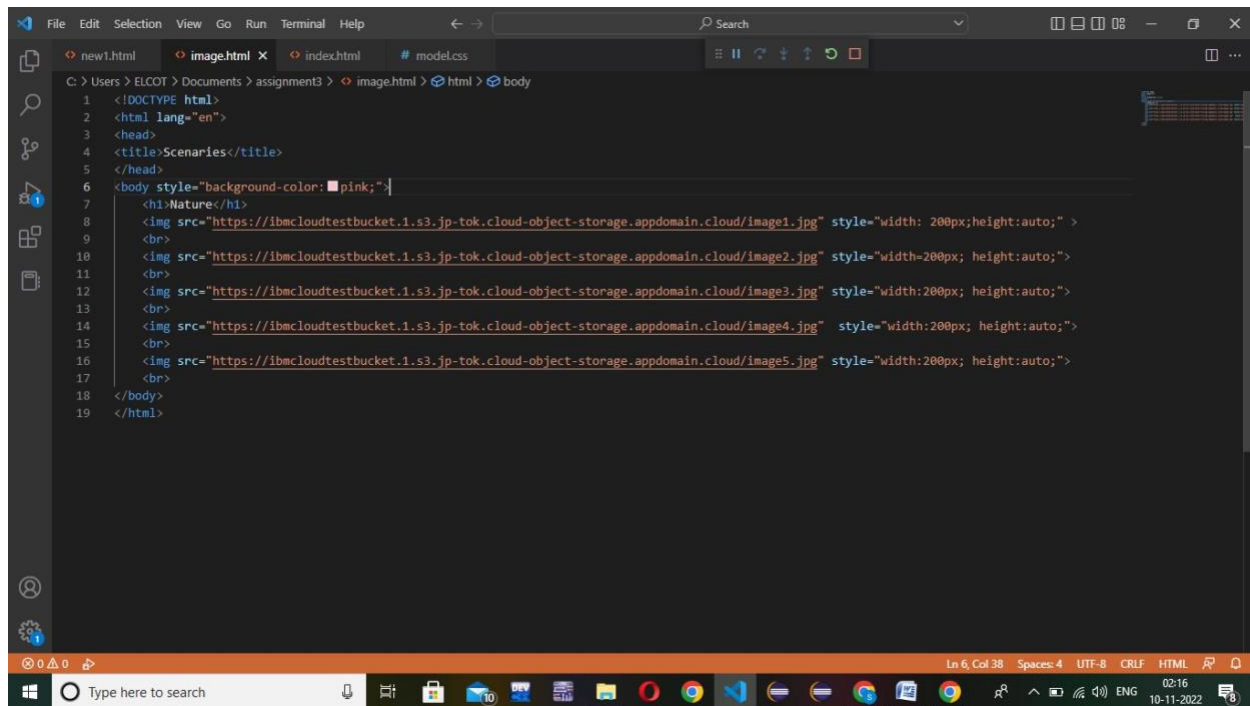 File Edit Selection View Go Run Terminal Help Search
new1.html image.html index.html # model.css
C: > Users > ELCOT > Documents > assignment3 > image.html > html > body
1 <!DOCTYPE html>
2 <html lang="en">
3 <head>
4 <title>Scenaries</title>
5 </head>
6 <body style="background-color: pink;">
7 <h1>Nature</h1>
8 <img src="https://ibmcloudtestbucket.1.s3.jp-tok.cloud-object-storage.appdomain.cloud/image1.jpg" style="width: 200px;height:auto;" >
9 <br>
10 <img src="https://ibmcloudtestbucket.1.s3.jp-tok.cloud-object-storage.appdomain.cloud/image2.jpg" style="width=200px; height:auto;">
11 <br>
12 <img src="https://ibmcloudtestbucket.1.s3.jp-tok.cloud-object-storage.appdomain.cloud/image3.jpg" style="width:200px; height:auto;">
13 <br>
14 <img src="https://ibmcloudtestbucket.1.s3.jp-tok.cloud-object-storage.appdomain.cloud/image4.jpg" style="width:200px; height:auto;">
15 <br>
16 <img src="https://ibmcloudtestbucket.1.s3.jp-tok.cloud-object-storage.appdomain.cloud/image5.jpg" style="width:200px; height:auto;">
17 <br>
18 </body>
19 </html>
1
1
0 0 Ln 6, Col 38 Spaces: 4 UTF-8 CRLF HTML
Type here to search 10 DEV ENG 02:16
10-11-2022 8